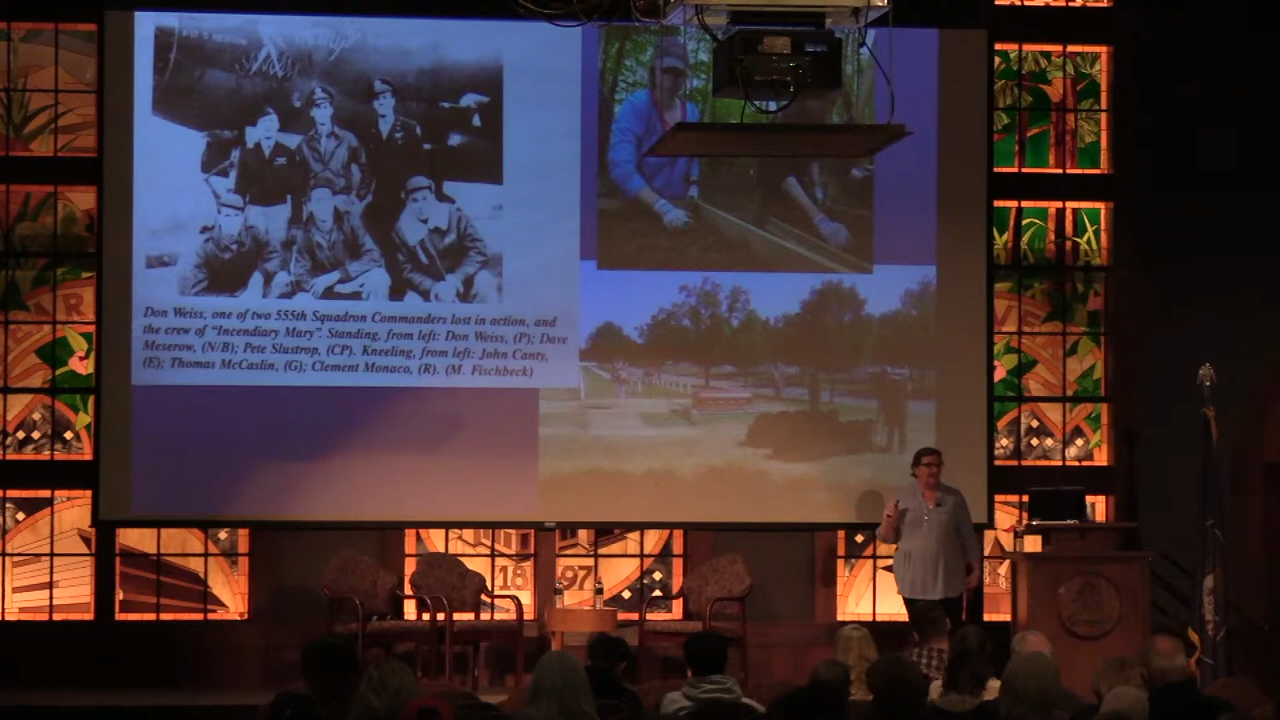 Don Weiss, one of two 555th Squadron Commanders lost in action, and
the crew of "Incendiary Mary". Standing, from left: Don Weiss, (P); Dave
Meserow, (N/B); Pete Slustrop, (CP). Kneeling, from left: John Canty,
(E); Thomas McCaslin, (G); Clement Monaco, (R). (M. Fischbeck)
18 97